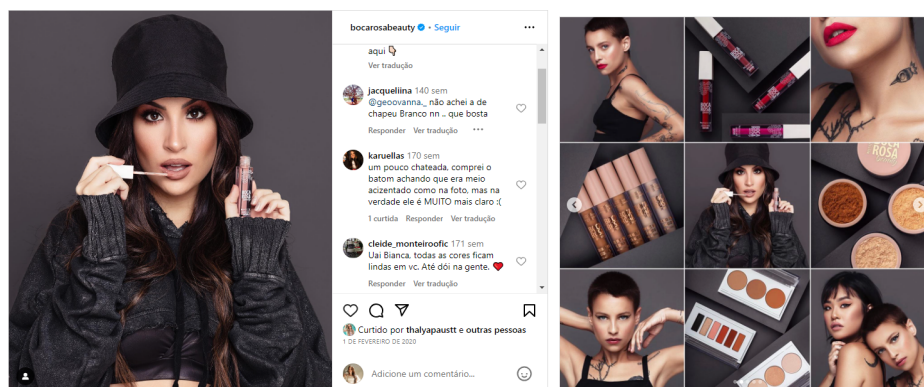 bocarosabeauty • Seguir
aqui
Ver tradução
jacqueliina 140 sem
@geoovanna._ não achei a de
chapeu Branco nn .. que bosta
Responder Ver tradução
karuellas 170 sem
um pouco chateada, comprei o
batom achando que era meio
acizentado como na foto, mas na
verdade ele é MUITO mais claro :(
1 curtida Responder Ver tradução
cleide_monteiroofic 171 sem
Uai Bianca, todas as cores ficam
lindas em vc. Até dói na gente. ❤️
Responder Ver tradução
Curtido por thalyapaustt e outras pessoas
1 DE FEVEREIRO DE 2020
Adicione um comentário...
BOCA
ROSA